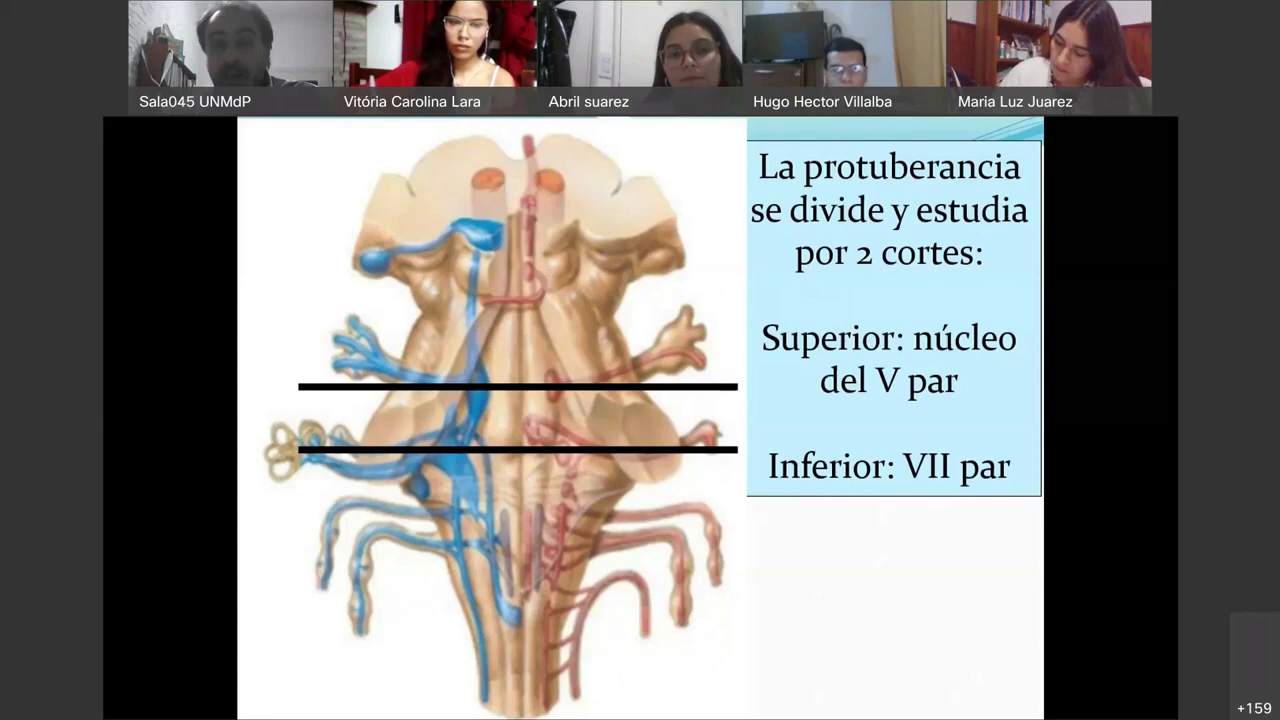 Sala045 UNMdP
Vitória Carolina Lara
Abril suarez
Hugo Hector Villalba
Maria Luz Juarez
La protuberancia
se divide y estudia
por 2 cortes:
Superior: núcleo
del V par
Inferior: VII par
+159